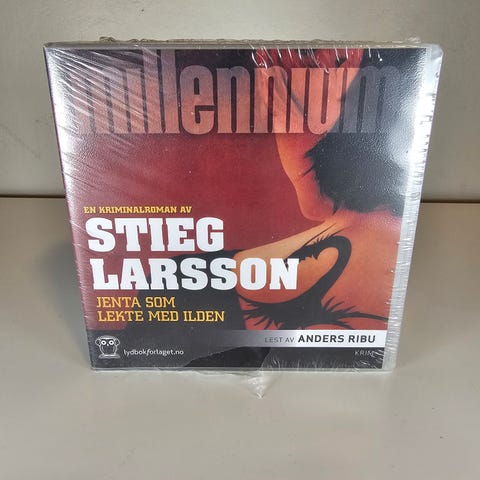 millennium
EN KRIMINALROMAN AV
STIEG
LARSSON
JENTA SOM
LEKTE MED ILDEN
lydbokforlaget.no
LEST AV ANDERS RIBU
KRIM